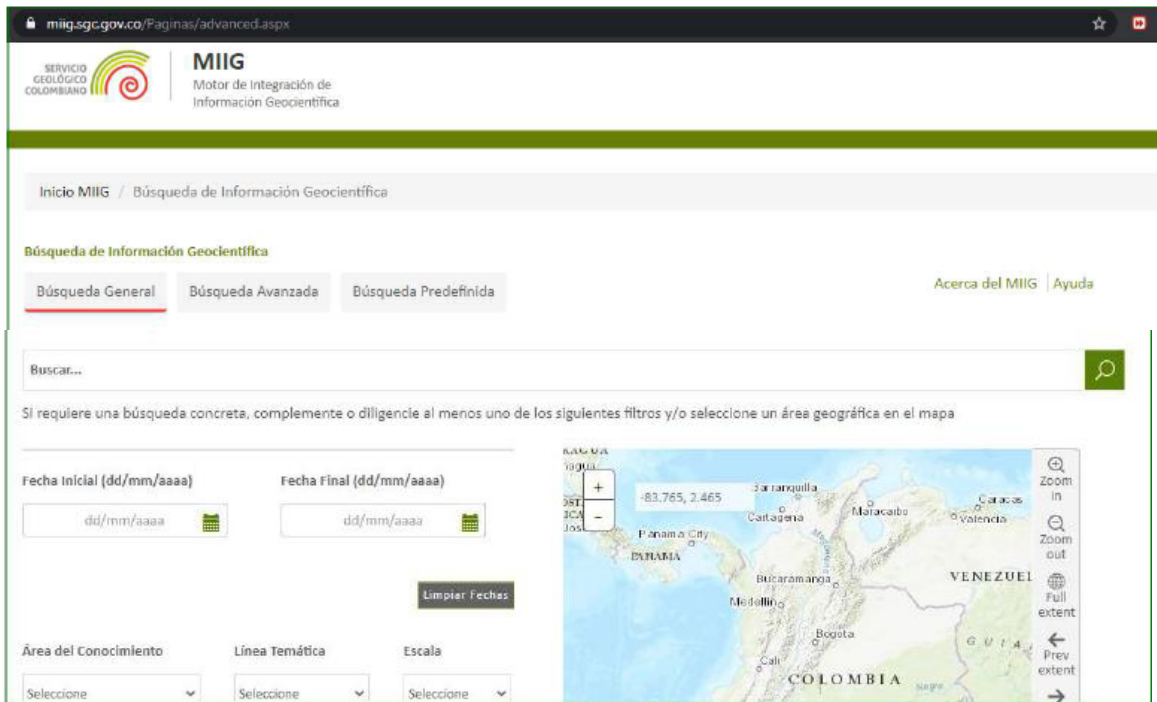 miig.sgc.gov.co/Paginas/advanced.aspx
SERVICIO
GEOLÓGICO
COLOMBIANO
MIIG
Motor de Integración de
Información Geocientífica
Inicio MIIG / Búsqueda de Información Geocientífica
Búsqueda de Información Geocientífica
Búsqueda General
Búsqueda Avanzada
Búsqueda Predefinida
Acerca del MIIG
Ayuda
Buscar...
Si requiere una búsqueda concreta, complemente o diligencie al menos uno de los siguientes filtros y/o seleccione un área geográfica en el mapa
Fecha Inicial (dd/mm/aaaa)
Fecha Final (dd/mm/aaaa)
dd/mm/aaaa
dd/mm/aaaa
Limpiar Fechas
Área del Conocimiento
Línea Temática
Escala
Seleccione
Seleccione
Seleccione
+
-
-83.765, 2.465
Barranquilla
Cartagena
Maracaibo
Caracas
Valencia
Panama City
PANAMA
Bucaramanga
VENEZUEL
Medellin
Bogota
Cali
COLOMBIA
Negro
GUIA
Zoom
in
Zoom
out
Full
extent
Prev
extent